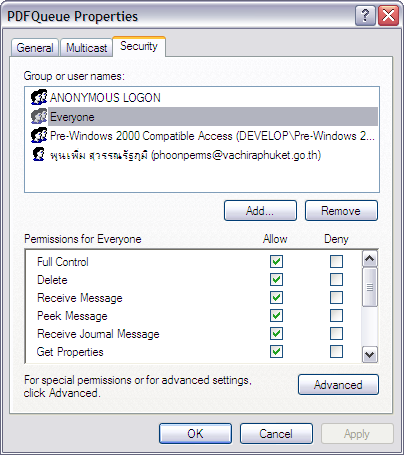 PDFQueue Properties
General Multicast Security
Group or user names:
ANONYMOUS LOGON
Everyone
Pre-Windows 2000 Compatible Access (DEVELOP\Pre-Windows 2...
พูนเพิ่ม สุวรรณรัฐภูมิ (phoonperms@vachiraphuket.go.th)
Add... Remove
Permissions for Everyone Allow Deny
Full Control
Delete
Receive Message
Peek Message
Receive Journal Message
Get Properties
For special permissions or for advanced settings,
click Advanced.
Advanced
OK Cancel Apply